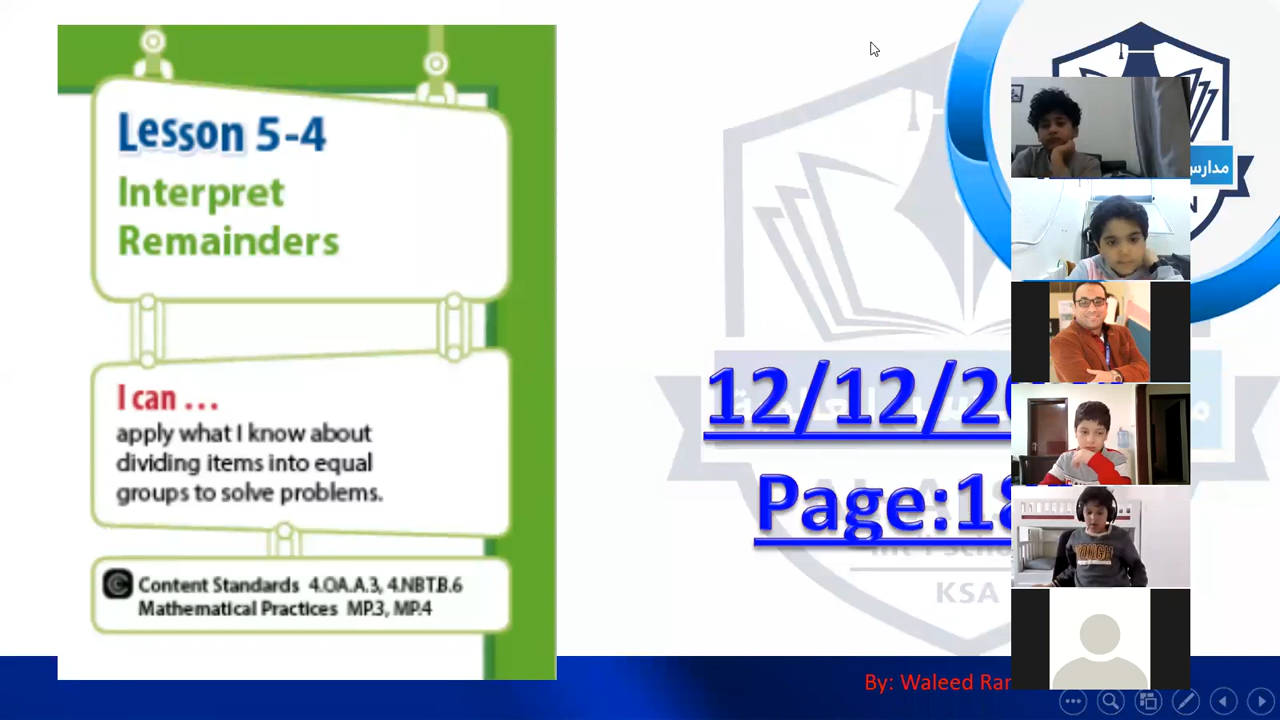 Lesson 5-4
Interpret
Remainders
I can ...
apply what I know about
dividing items into equal
groups to solve problems.
Content Standards 4.OA.A.3, 4.NBT.B.6
Mathematical Practices MP.3, MP.4
مدارس
12/12/20
Page:18
KSA
By: Waleed